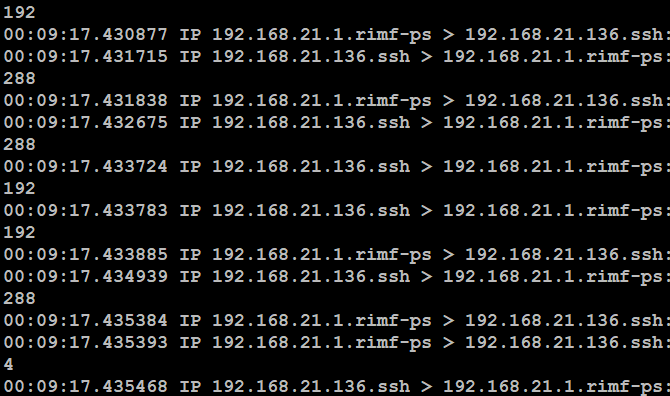 192
00:09:17.430877 IP 192.168.21.1.rimf-ps > 192.168.21.136.ssh:
00:09:17.431715 IP 192.168.21.136.ssh > 192.168.21.1.rimf-ps:
288
00:09:17.431838 IP 192.168.21.1.rimf-ps > 192.168.21.136.ssh:
00:09:17.432675 IP 192.168.21.136.ssh > 192.168.21.1.rimf-ps:
288
00:09:17.433724 IP 192.168.21.136.ssh > 192.168.21.1.rimf-ps:
192
00:09:17.433783 IP 192.168.21.136.ssh > 192.168.21.1.rimf-ps:
192
00:09:17.433885 IP 192.168.21.1.rimf-ps > 192.168.21.136.ssh:
00:09:17.434939 IP 192.168.21.136.ssh > 192.168.21.1.rimf-ps:
288
00:09:17.435384 IP 192.168.21.1.rimf-ps > 192.168.21.136.ssh:
00:09:17.435393 IP 192.168.21.1.rimf-ps > 192.168.21.136.ssh:
4
00:09:17.435468 IP 192.168.21.136.ssh > 192.168.21.1.rimf-ps: